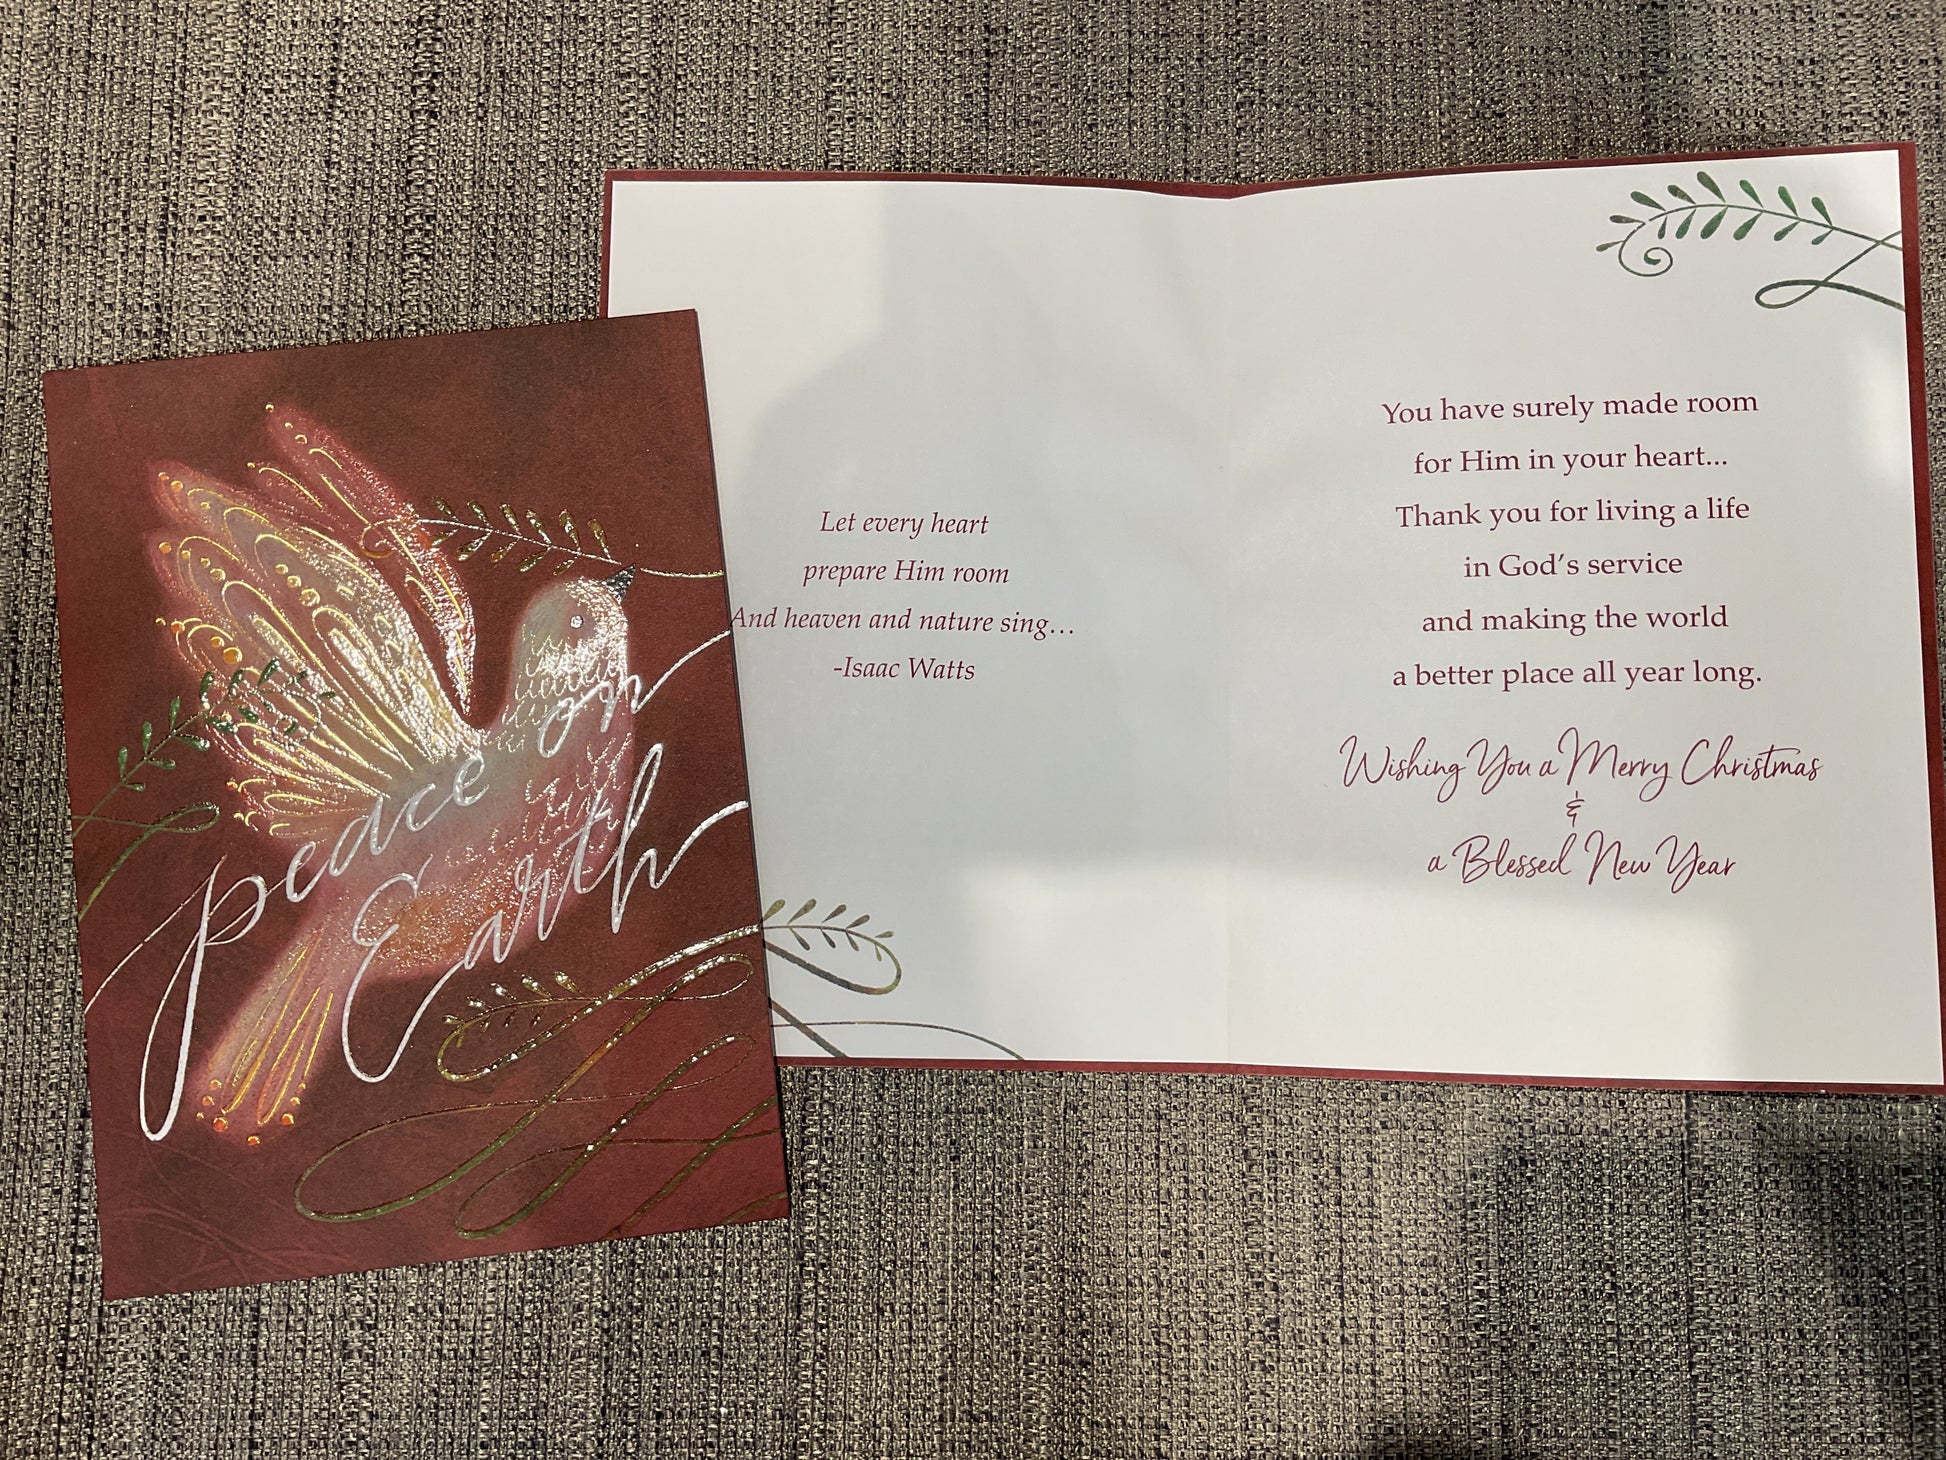 peace on
Earth
Let every heart
prepare Him room
And heaven and nature sing...
-Isaac Watts
You have surely made room
for Him in your heart...
Thank you for living a life
in God's service
and making the world
a better place all year long.
Wishing You a Merry Christmas
&
a Blessed New Year